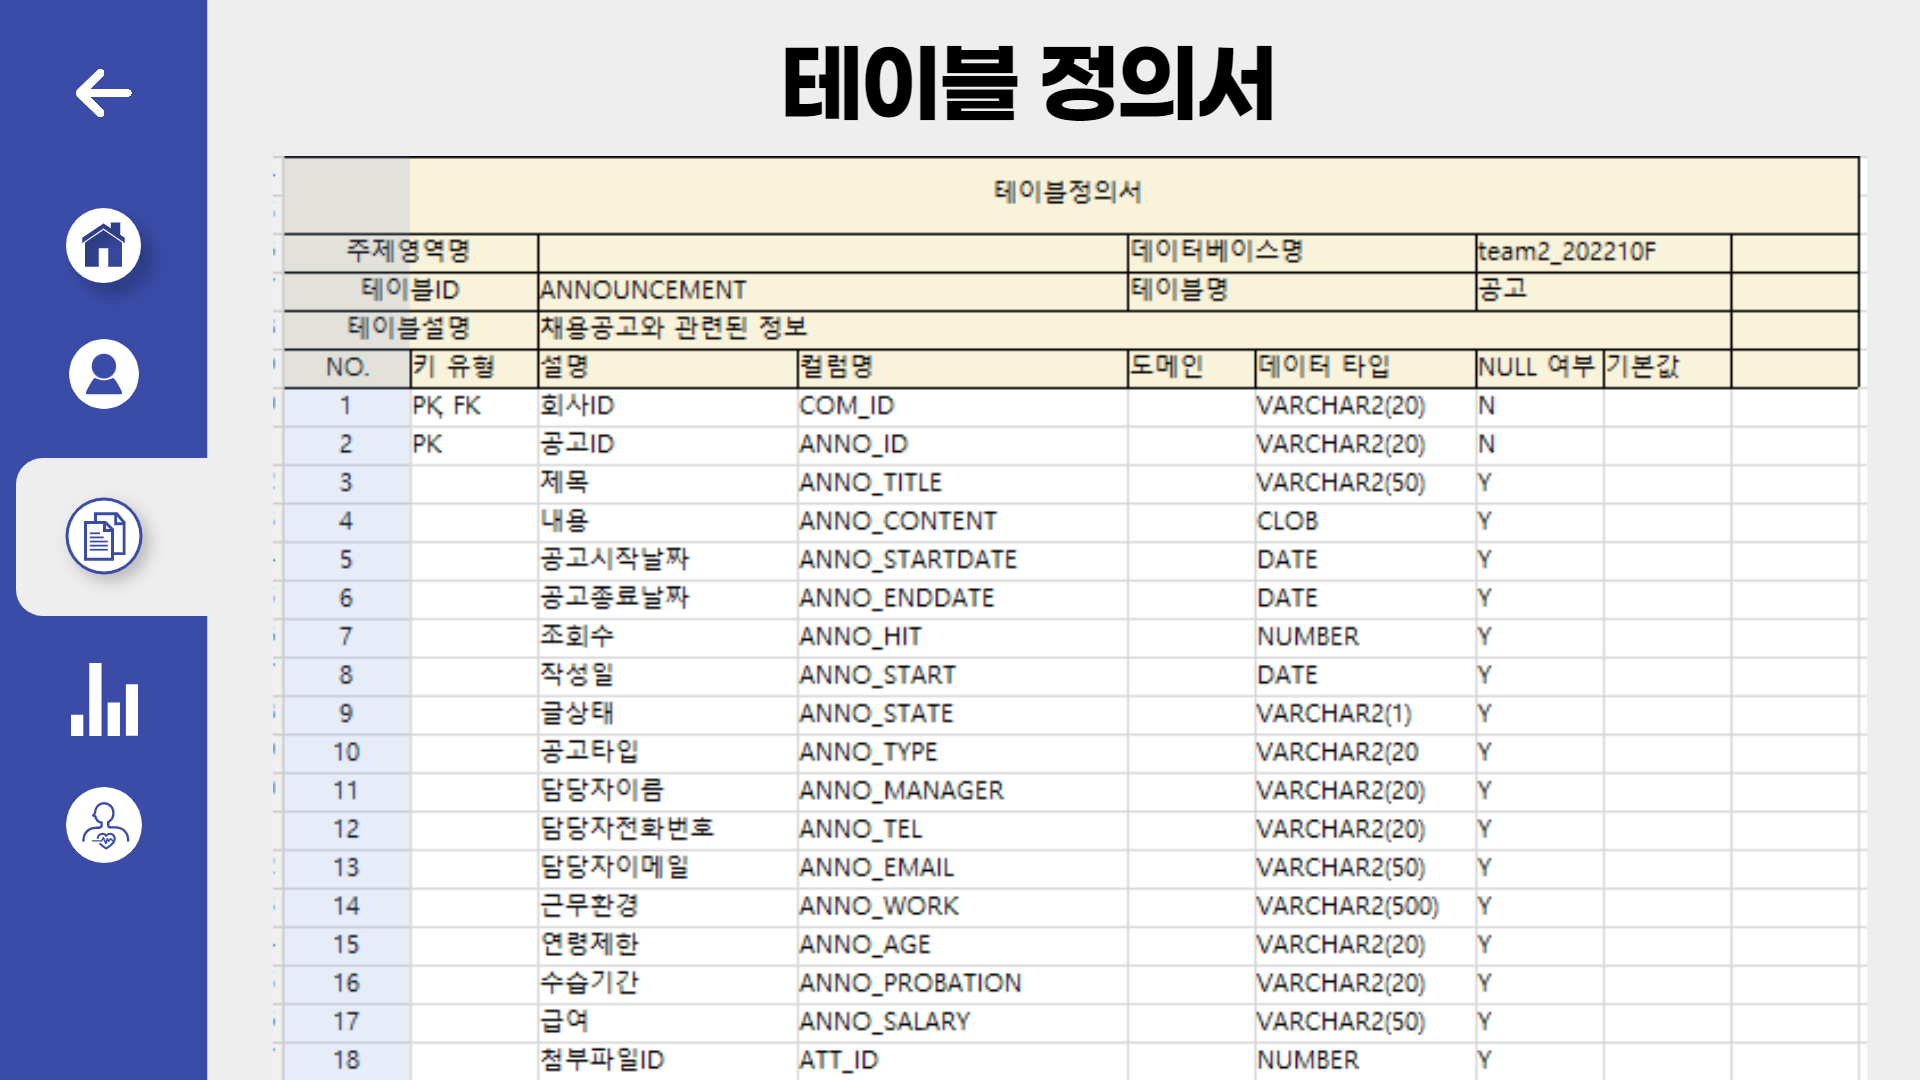 테이블 정의서
테이블정의서
주제영역명 데이터베이스명 team2_202210F
테이블ID ANNOUNCEMENT 테이블명 공고
테이블설명 채용공고와 관련된 정보
NO. 키 유형 설명 컬럼명 도메인 데이터 타입 NULL 여부 기본값
1 PK, FK 회사ID COM_ID VARCHAR2(20) N
2 PK 공고ID ANNO_ID VARCHAR2(20) N
3 제목 ANNO_TITLE VARCHAR2(50) Y
4 내용 ANNO_CONTENT CLOB Y
5 공고시작날짜 ANNO_STARTDATE DATE Y
6 공고종료날짜 ANNO_ENDDATE DATE Y
7 조회수 ANNO_HIT NUMBER Y
8 작성일 ANNO_START DATE Y
9 글상태 ANNO_STATE VARCHAR2(1) Y
10 공고타입 ANNO_TYPE VARCHAR2(20 Y
11 담당자이름 ANNO_MANAGER VARCHAR2(20) Y
12 담당자전화번호 ANNO_TEL VARCHAR2(20) Y
13 담당자이메일 ANNO_EMAIL VARCHAR2(50) Y
14 근무환경 ANNO_WORK VARCHAR2(500) Y
15 연령제한 ANNO_AGE VARCHAR2(20) Y
16 수습기간 ANNO_PROBATION VARCHAR2(20) Y
17 급여 ANNO_SALARY VARCHAR2(50) Y
18 첨부파일ID ATT_ID NUMBER Y